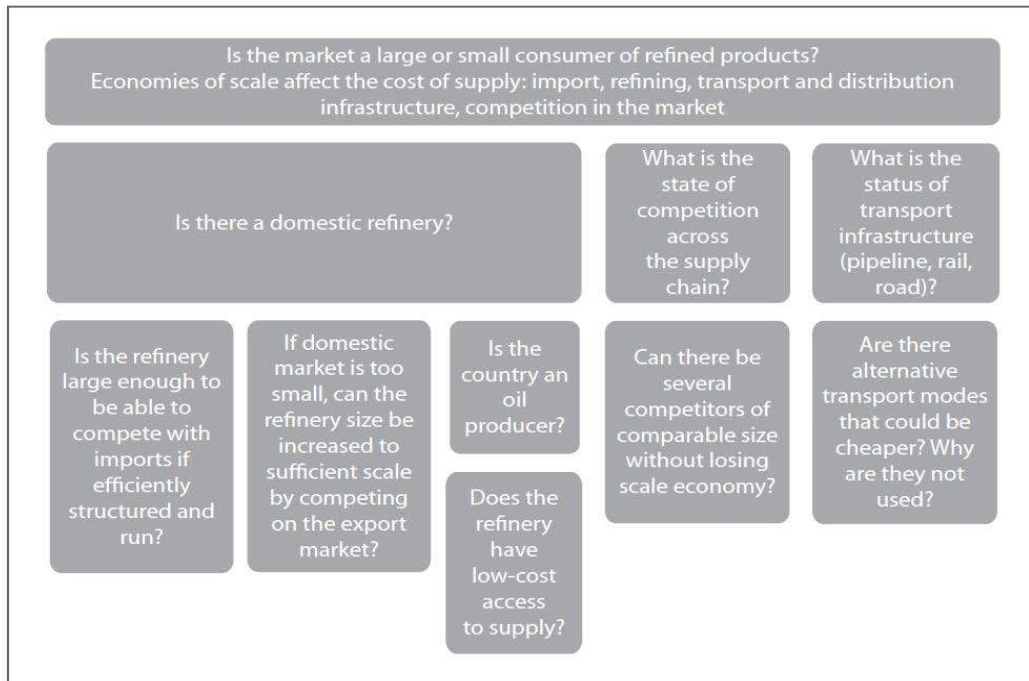 Is the market a large or small consumer of refined products?
Economies of scale affect the cost of supply: import, refining, transport and distribution
infrastructure, competition in the market
Is there a domestic refinery?
What is the
state of
competition
across
the supply
chain?
What is the
status of
transport
infrastructure
(pipeline, rail,
road)?
Is the refinery
large enough to
be able to
compete with
imports if
efficiently
structured and
run?
If domestic
market is too
small, can the
refinery size be
increased to
sufficient scale
by competing
on the export
market?
Is the
country an
oil
producer?
Does the
refinery
have
low-cost
access
to supply?
Can there be
several
competitors of
comparable size
without losing
scale economy?
Are there
alternative
transport modes
that could be
cheaper? Why
are they not
used?